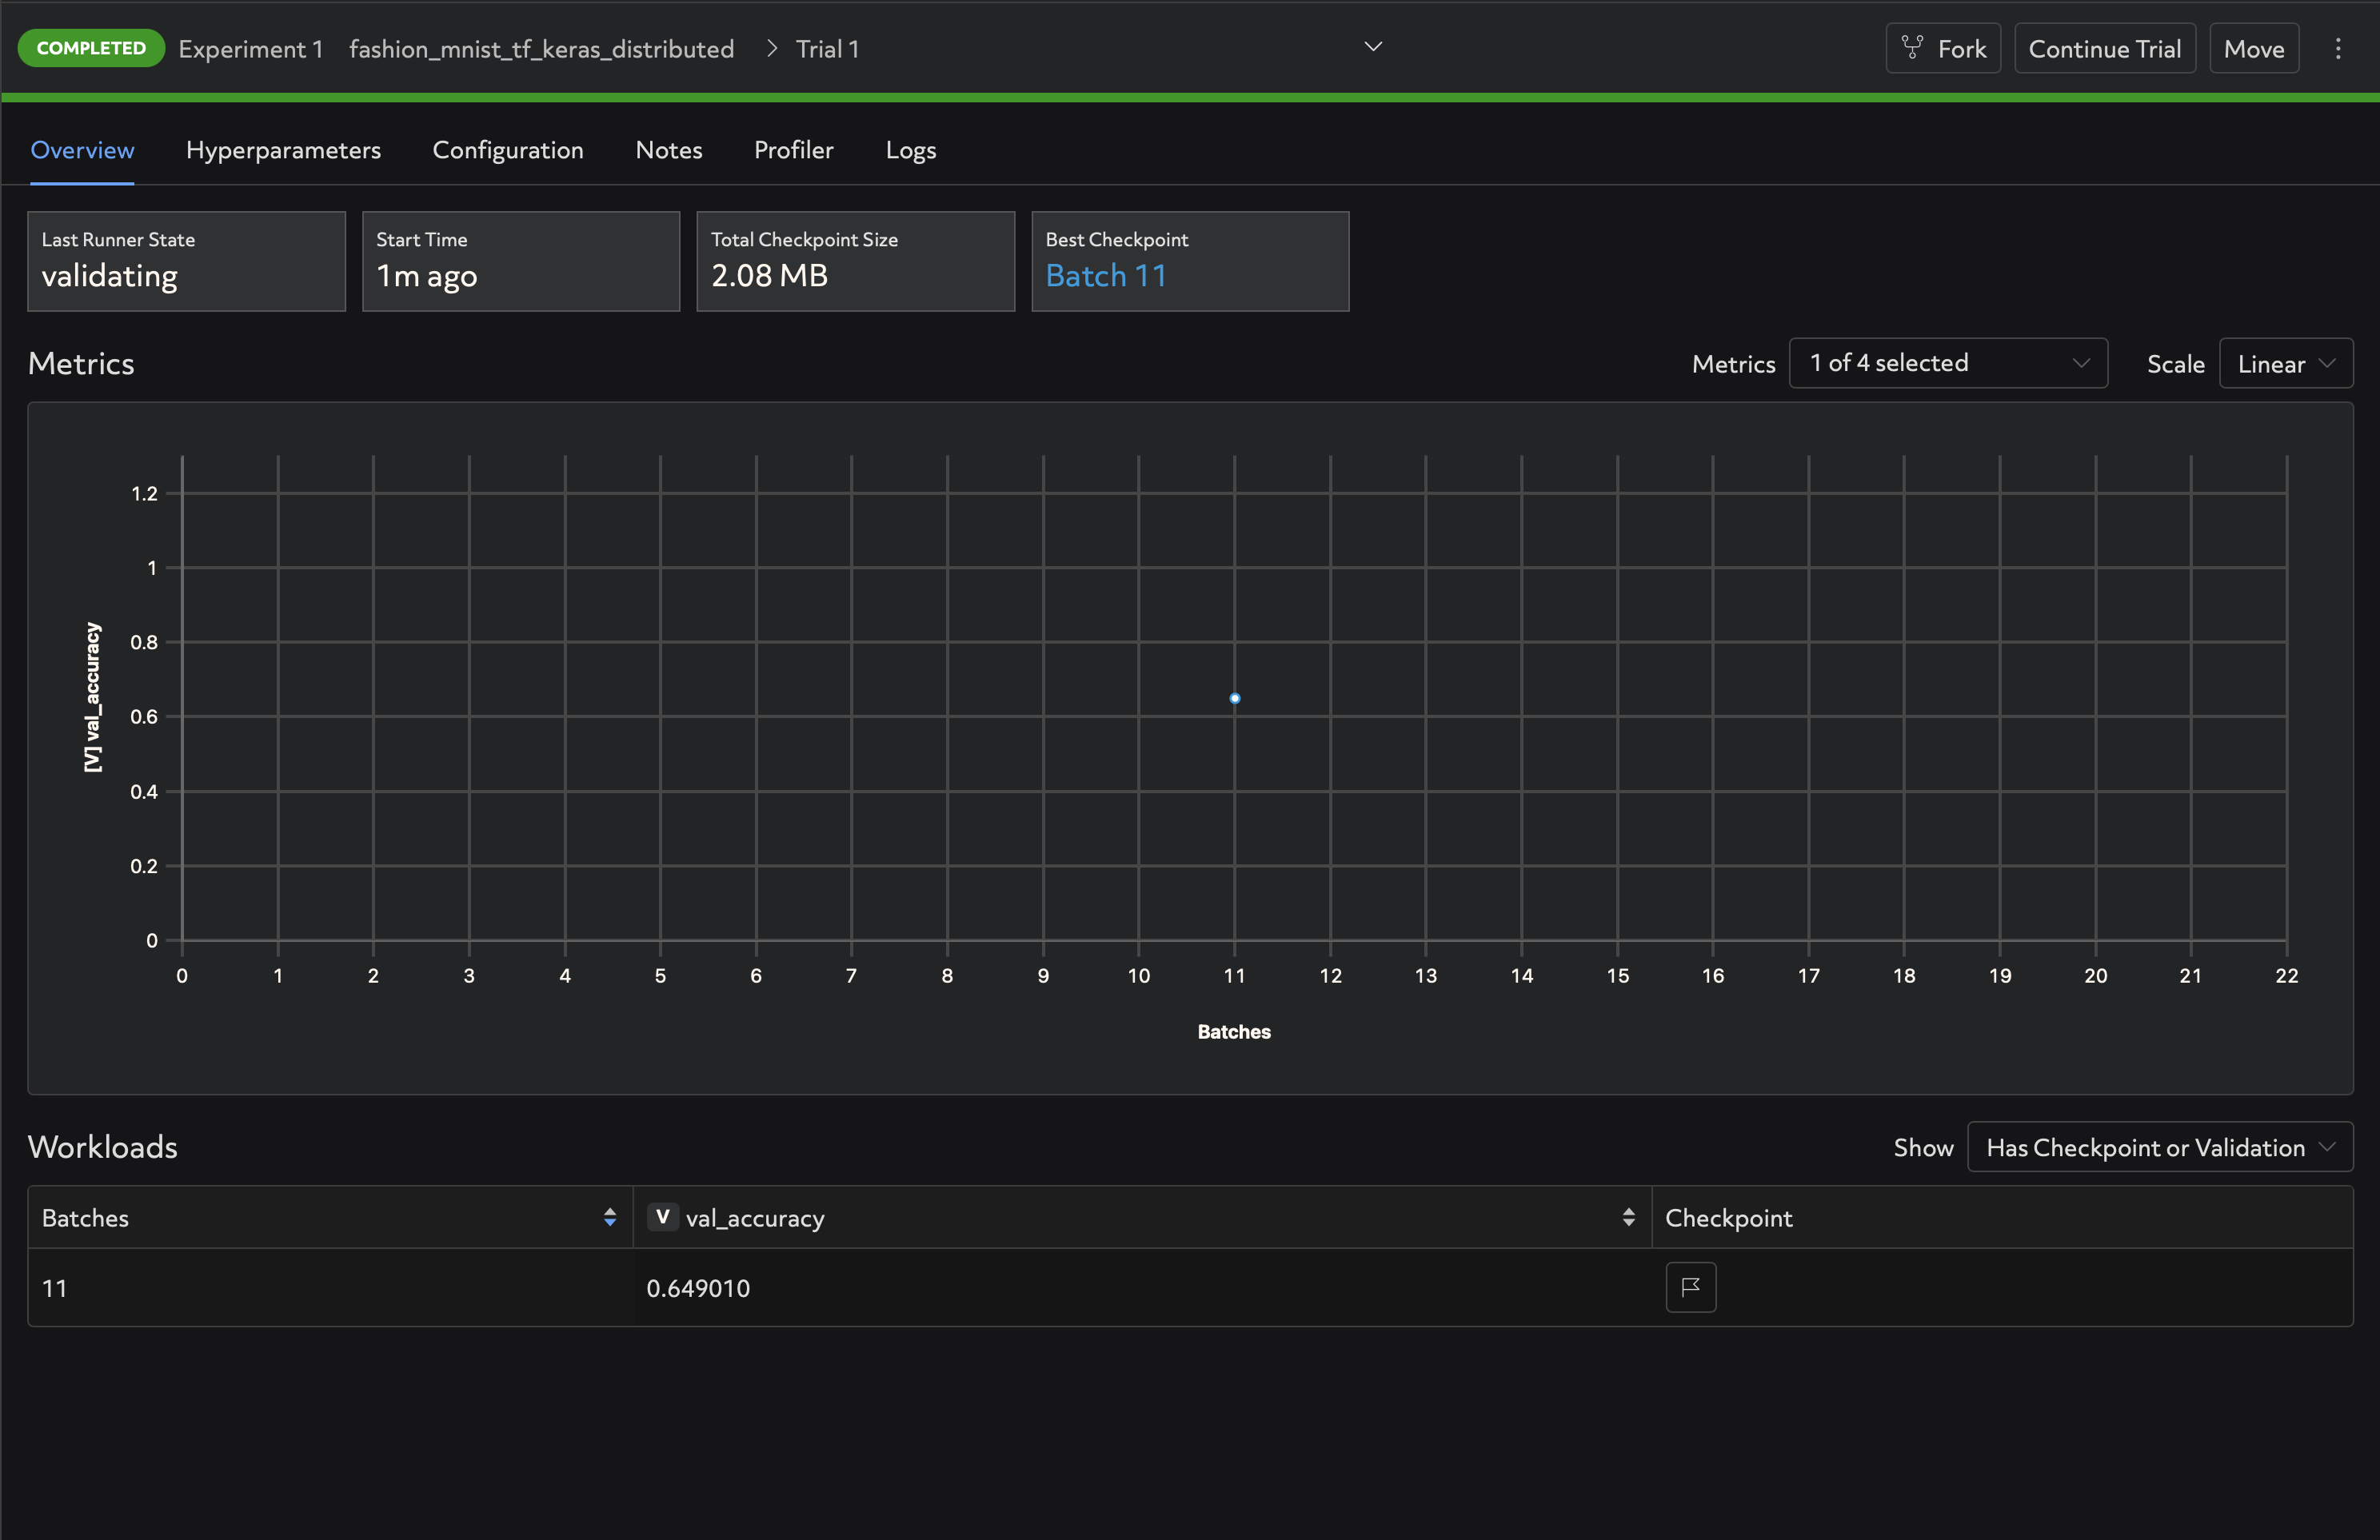 COMPLETED Experiment 1 fashion_mnist_tf_keras_distributed > Trial 1 Fork Continue Trial Move
Overview Hyperparameters Configuration Notes Profiler Logs
Last Runner State
validating
Start Time
1m ago
Total Checkpoint Size
2.08 MB
Best Checkpoint
Batch 11
Metrics
Metrics 1 of 4 selected Scale Linear
[V] val_accuracy
1.2
1
0.8
0.6
0.4
0.2
0
0 1 2 3 4 5 6 7 8 9 10 11 12 13 14 15 16 17 18 19 20 21 22
Batches
Workloads
Show Has Checkpoint or Validation
Batches V val_accuracy Checkpoint
11 0.649010